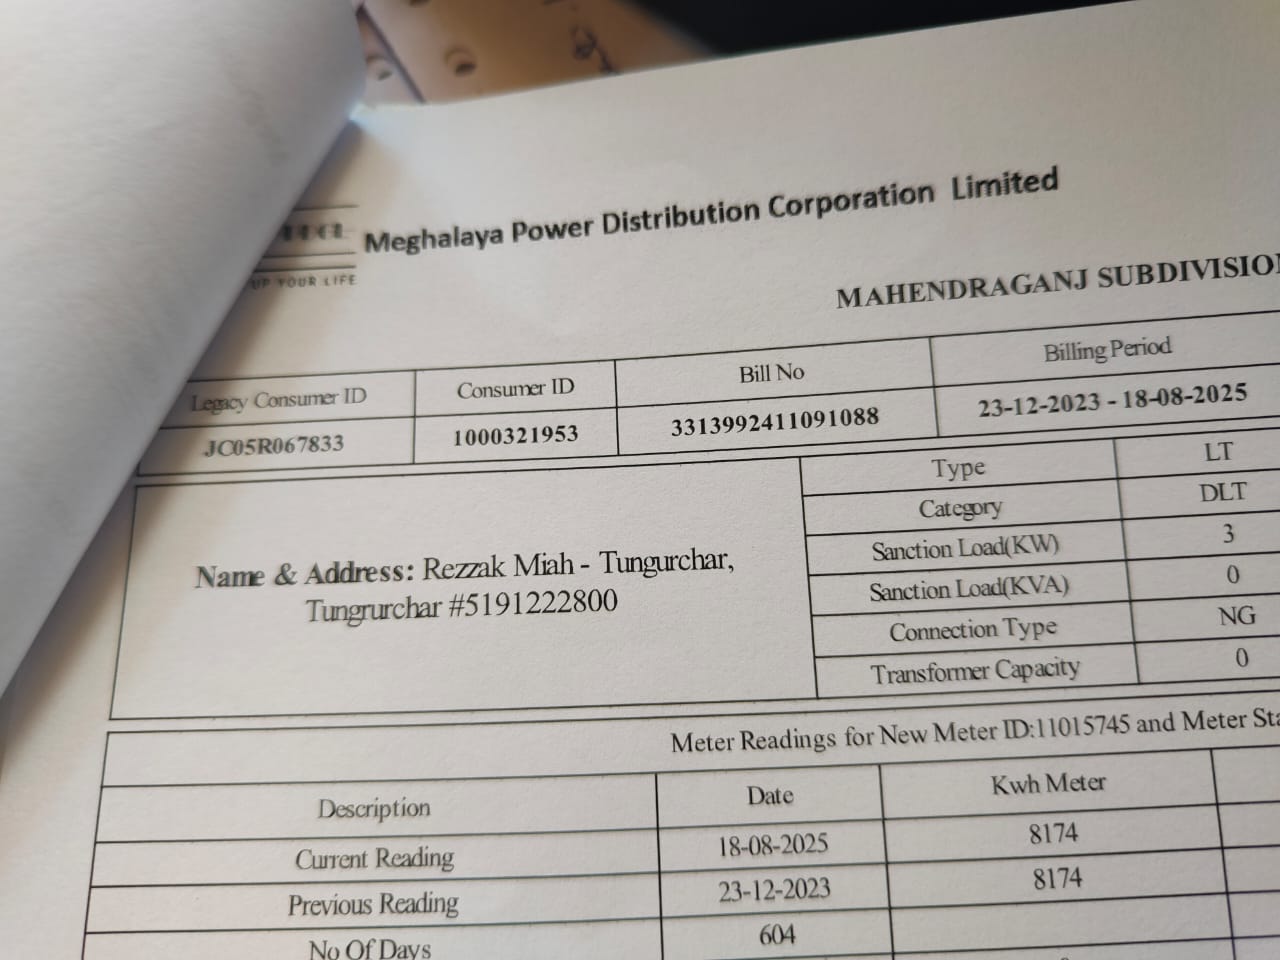 Meghalaya Power Distribution Corporation Limited
UP YOUR LIFE
MAHENDRAGANJ SUBDIVISION
Legacy Consumer ID Consumer ID Bill No Billing Period
JC05R067833 1000321953 3313992411091088 23-12-2023 - 18-08-2025
Name & Address: Rezzak Miah - Tungurchar,
Tungrurchar #5191222800
Type LT
Category DLT
Sanction Load(KW) 3
Sanction Load(KVA) 0
Connection Type NG
Transformer Capacity 0
Meter Readings for New Meter ID:11015745 and Meter
Description Date Kwh Meter
Current Reading 18-08-2025 8174
Previous Reading 23-12-2023 8174
No Of Days 604